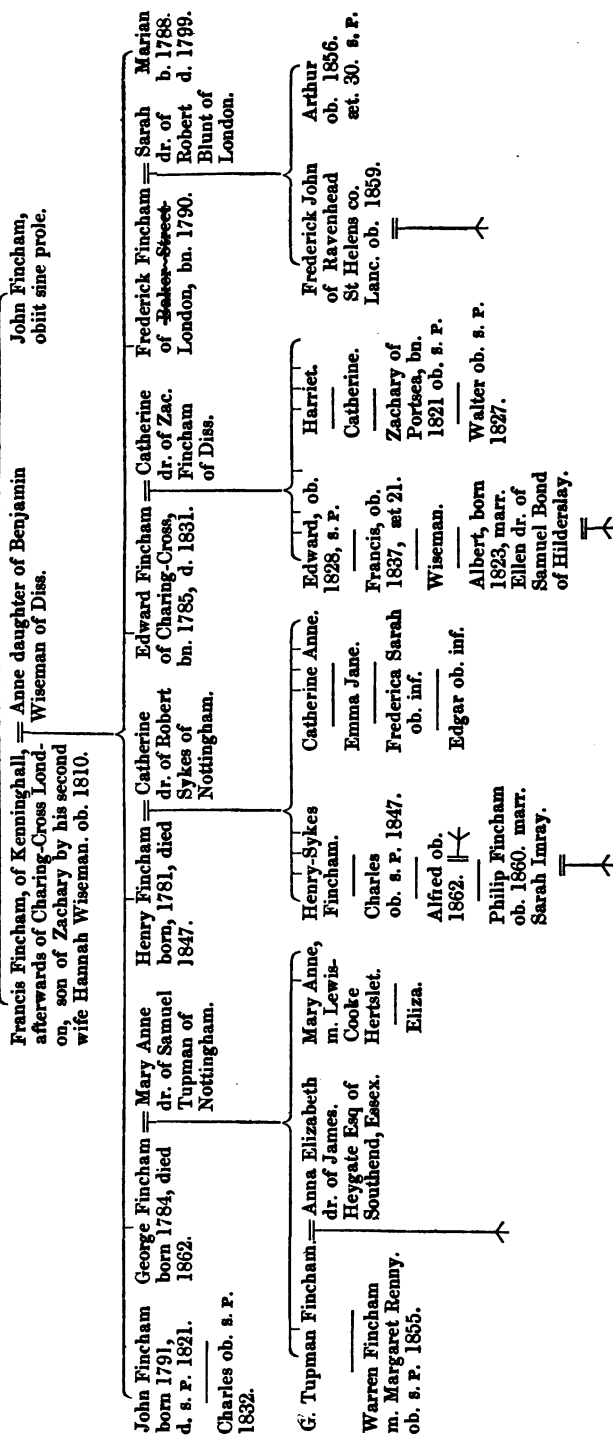 Francis Fincham, of Kenninghall,
afterwards of Charing-Cross Lond-
on, son of Zachary by his second
wife Hannah Wiseman. ob. 1810.
Anne daughter of Benjamin
Wiseman of Diss.
John Fincham,
obiit sine prole.
John Fincham
born 1791,
d. s. P. 1821.
Charles ob. s. P.
1832.
George Fincham
born 1784, died
1862.
Mary Anne
dr. of Samuel
Tupman of
Nottingham.
Henry Fincham
born, 1781, died
1847.
Catherine
dr. of Robert
Sykes of
Nottingham.
Edward Fincham
of Charing-Cross,
bn. 1785, d. 1831.
Catherine
dr. of Zac.
Fincham
of Diss.
Frederick Fincham
of Baker-Street
London, bn. 1790.
Sarah
dr. of
Robert
Blunt of
London.
Marian
b. 1788.
d. 1799.
G. Tupman Fincham.
Warren Fincham
m. Margaret Renny.
ob. s. P. 1855.
Anna Elizabeth
dr. of James.
Heygate Esq of
Southend, Essex.
Mary Anne,
m. Lewis-
Cooke
Hertslet.
Eliza.
Henry-Sykes
Fincham.
Charles
ob. s. P. 1847.
Alfred ob.
1862.
Philip Fincham
ob. 1860. marr.
Sarah Imray.
Catherine Anne.
Emma Jane.
Frederica Sarah
ob. inf.
Edgar ob. inf.
Edward, ob.
1828, s. P.
Francis, ob.
1837, æt 21.
Wiseman.
Albert, born
1823, marr.
Ellen dr. of
Samuel Bond
of Hilderslay.
Harriet.
Catherine.
Zachary of
Portsea, bn.
1821 ob. s. P.
Walter ob. s. P.
1827.
Frederick John
of Ravenhead
St Helens co.
Lanc. ob. 1859.
Arthur
ob. 1856.
æt. 30. s. P.